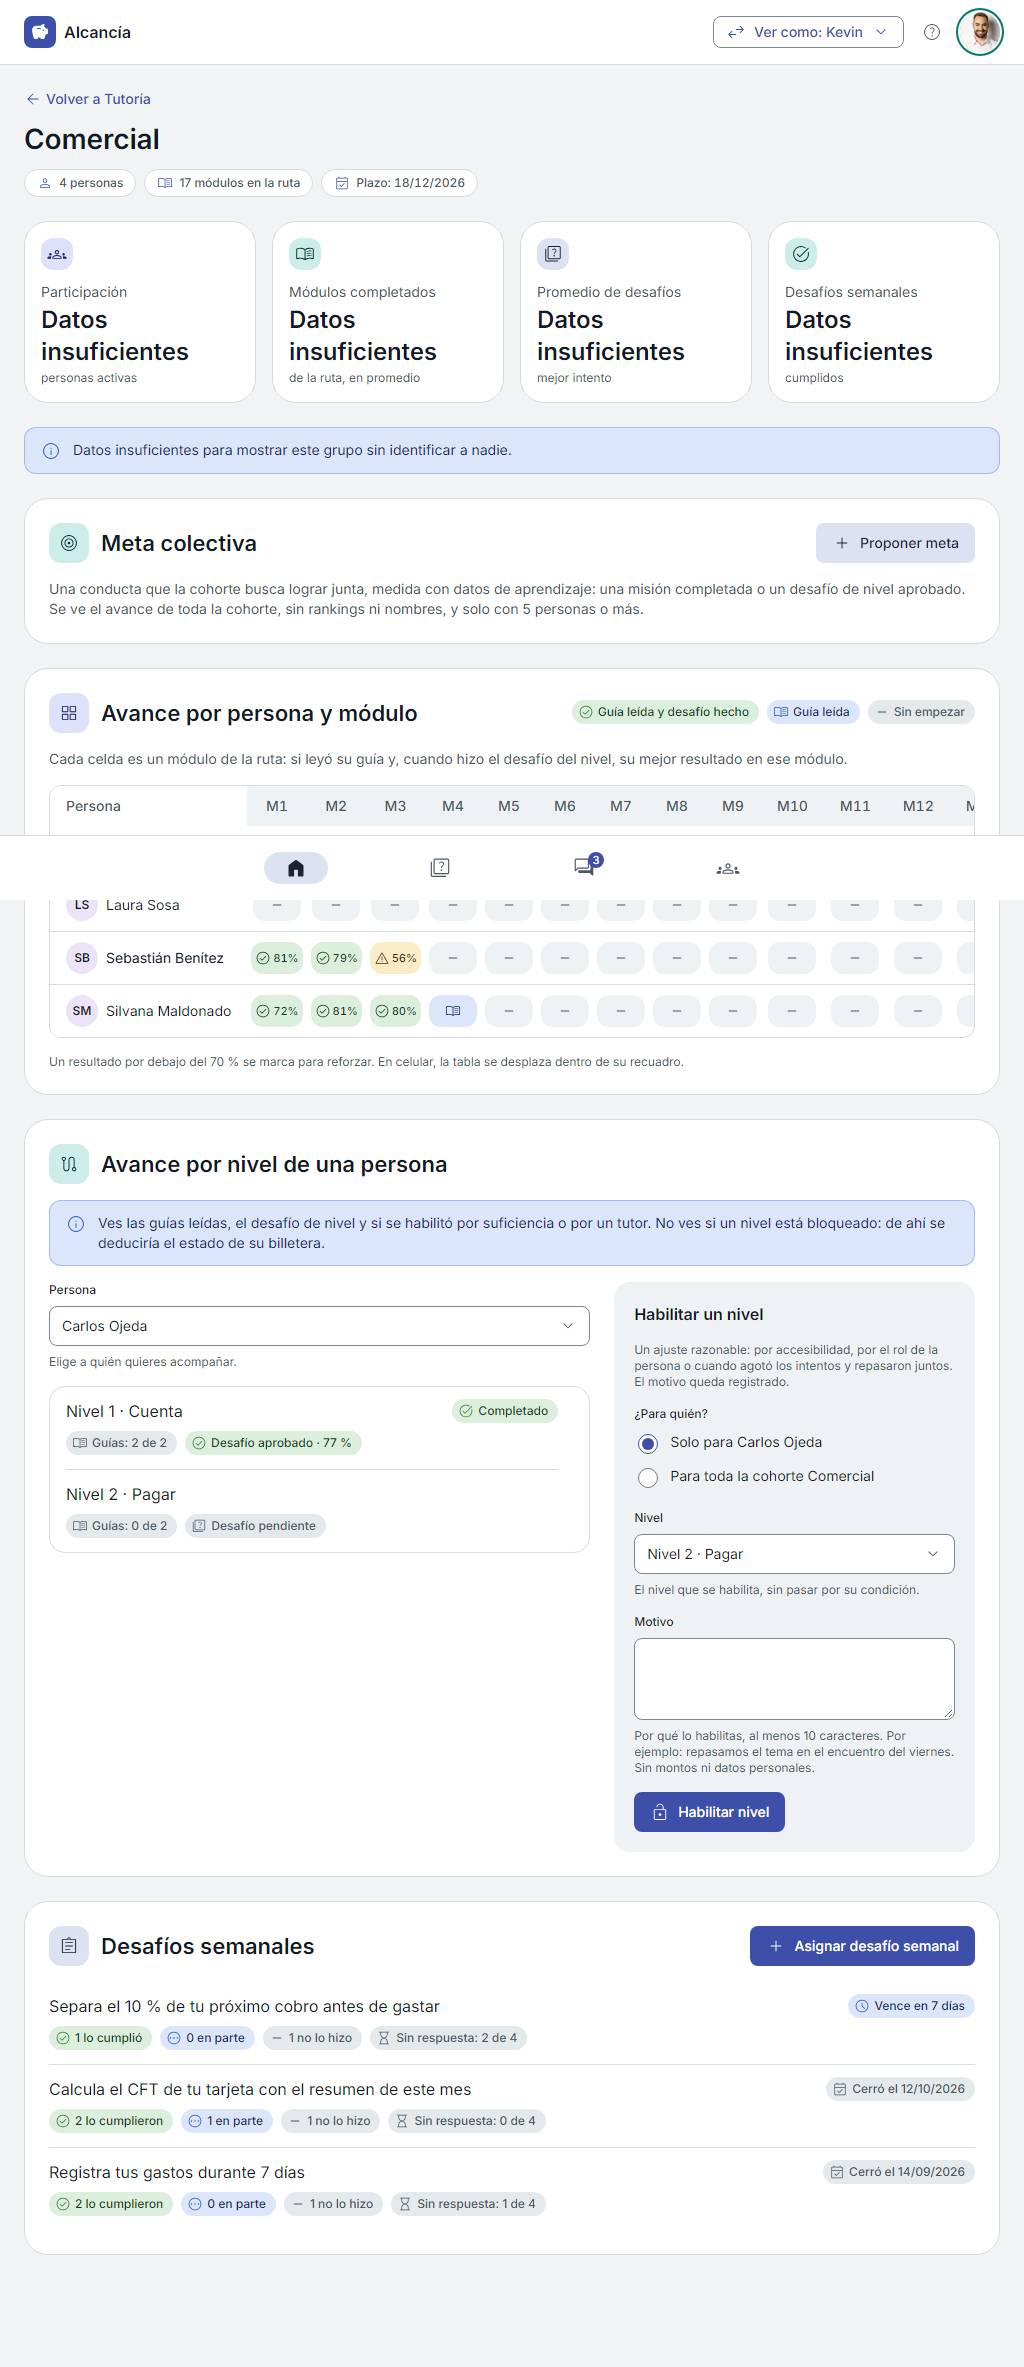 Alcancía
Ver como: Kevin
Volver a Tutoría
Comercial
4 personas
17 módulos en la ruta
Plazo: 18/12/2026
Participación
Datos
insuficientes
personas activas
Módulos completados
Datos
insuficientes
de la ruta, en promedio
Promedio de desafíos
Datos
insuficientes
mejor intento
Desafíos semanales
Datos
insuficientes
cumplidos
Datos insuficientes para mostrar este grupo sin identificar a nadie.
Meta colectiva
Proponer meta
Una conducta que la cohorte busca lograr junta, medida con datos de aprendizaje: una misión completada o un desafío de nivel aprobado.
Se ve el avance de toda la cohorte, sin rankings ni nombres, y solo con 5 personas o más.
Avance por persona y módulo
Guía leída y desafío hecho
Guía leída
Sin empezar
Cada celda es un módulo de la ruta: si leyó su guía y, cuando hizo el desafío del nivel, su mejor resultado en ese módulo.
Persona M1 M2 M3 M4 M5 M6 M7 M8 M9 M10 M11 M12 M
3
LS Laura Sosa – – – – – – – – – – – –
SB Sebastián Benítez 81% 79% 56% – – – – – – – – –
SM Silvana Maldonado 72% 81% 80% – – – – – – – –
Un resultado por debajo del 70 % se marca para reforzar. En celular, la tabla se desplaza dentro de su recuadro.
Avance por nivel de una persona
Ves las guías leídas, el desafío de nivel y si se habilitó por suficiencia o por un tutor. No ves si un nivel está bloqueado: de ahí se
deduciría el estado de su billetera.
Persona
Carlos Ojeda
Elige a quién quieres acompañar.
Nivel 1 · Cuenta
Completado
Guías: 2 de 2
Desafío aprobado · 77 %
Nivel 2 · Pagar
Guías: 0 de 2
Desafío pendiente
Habilitar un nivel
Un ajuste razonable: por accesibilidad, por el rol de la
persona o cuando agotó los intentos y repasaron juntos.
El motivo queda registrado.
¿Para quién?
Solo para Carlos Ojeda
Para toda la cohorte Comercial
Nivel
Nivel 2 · Pagar
El nivel que se habilita, sin pasar por su condición.
Motivo
Por qué lo habilitas, al menos 10 caracteres. Por
ejemplo: repasamos el tema en el encuentro del viernes.
Sin montos ni datos personales.
Habilitar nivel
Desafíos semanales
Asignar desafío semanal
Separa el 10 % de tu próximo cobro antes de gastar
Vence en 7 días
1 lo cumplió
0 en parte
– 1 no lo hizo
Sin respuesta: 2 de 4
Calcula el CFT de tu tarjeta con el resumen de este mes
Cerró el 12/10/2026
2 lo cumplieron
1 en parte
– 1 no lo hizo
Sin respuesta: 0 de 4
Registra tus gastos durante 7 días
Cerró el 14/09/2026
2 lo cumplieron
0 en parte
– 1 no lo hizo
Sin respuesta: 1 de 4